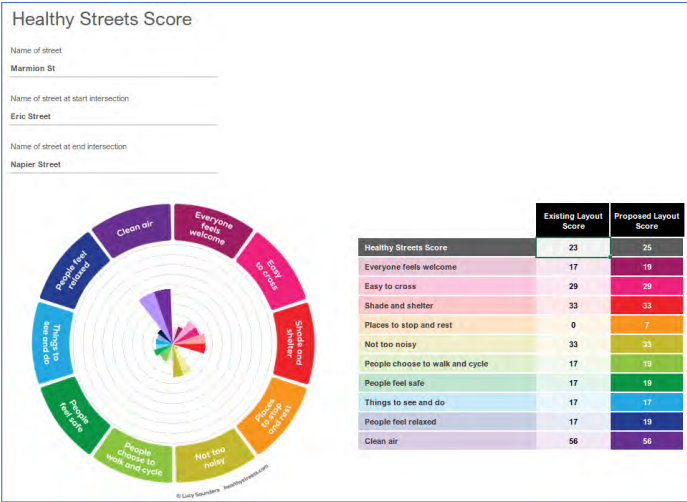 Healthy Streets Score
Name of street
Marmion St
Name of street at start intersection
Eric Street
Name of street at end intersection
Napier Street
Clean air
Everyone
feels
welcome
Easy
to cross
Shade and
shelter
Places
to stop
and rest
Not too
noisy
People
choose to
walk and cycle
People
feel safe
Things to
see and do
People feel
relaxed
© Lucy Saunders healthystreets.com
Existing Layout Proposed Layout
Score Score
Healthy Streets Score 23 25
Everyone feels welcome 17 19
Easy to cross 29 29
Shade and shelter 33 33
Places to stop and rest 0 7
Not too noisy 33 33
People choose to walk and cycle 17 19
People feel safe 17 19
Things to see and do 17 17
People feel relaxed 17 19
Clean air 56 56